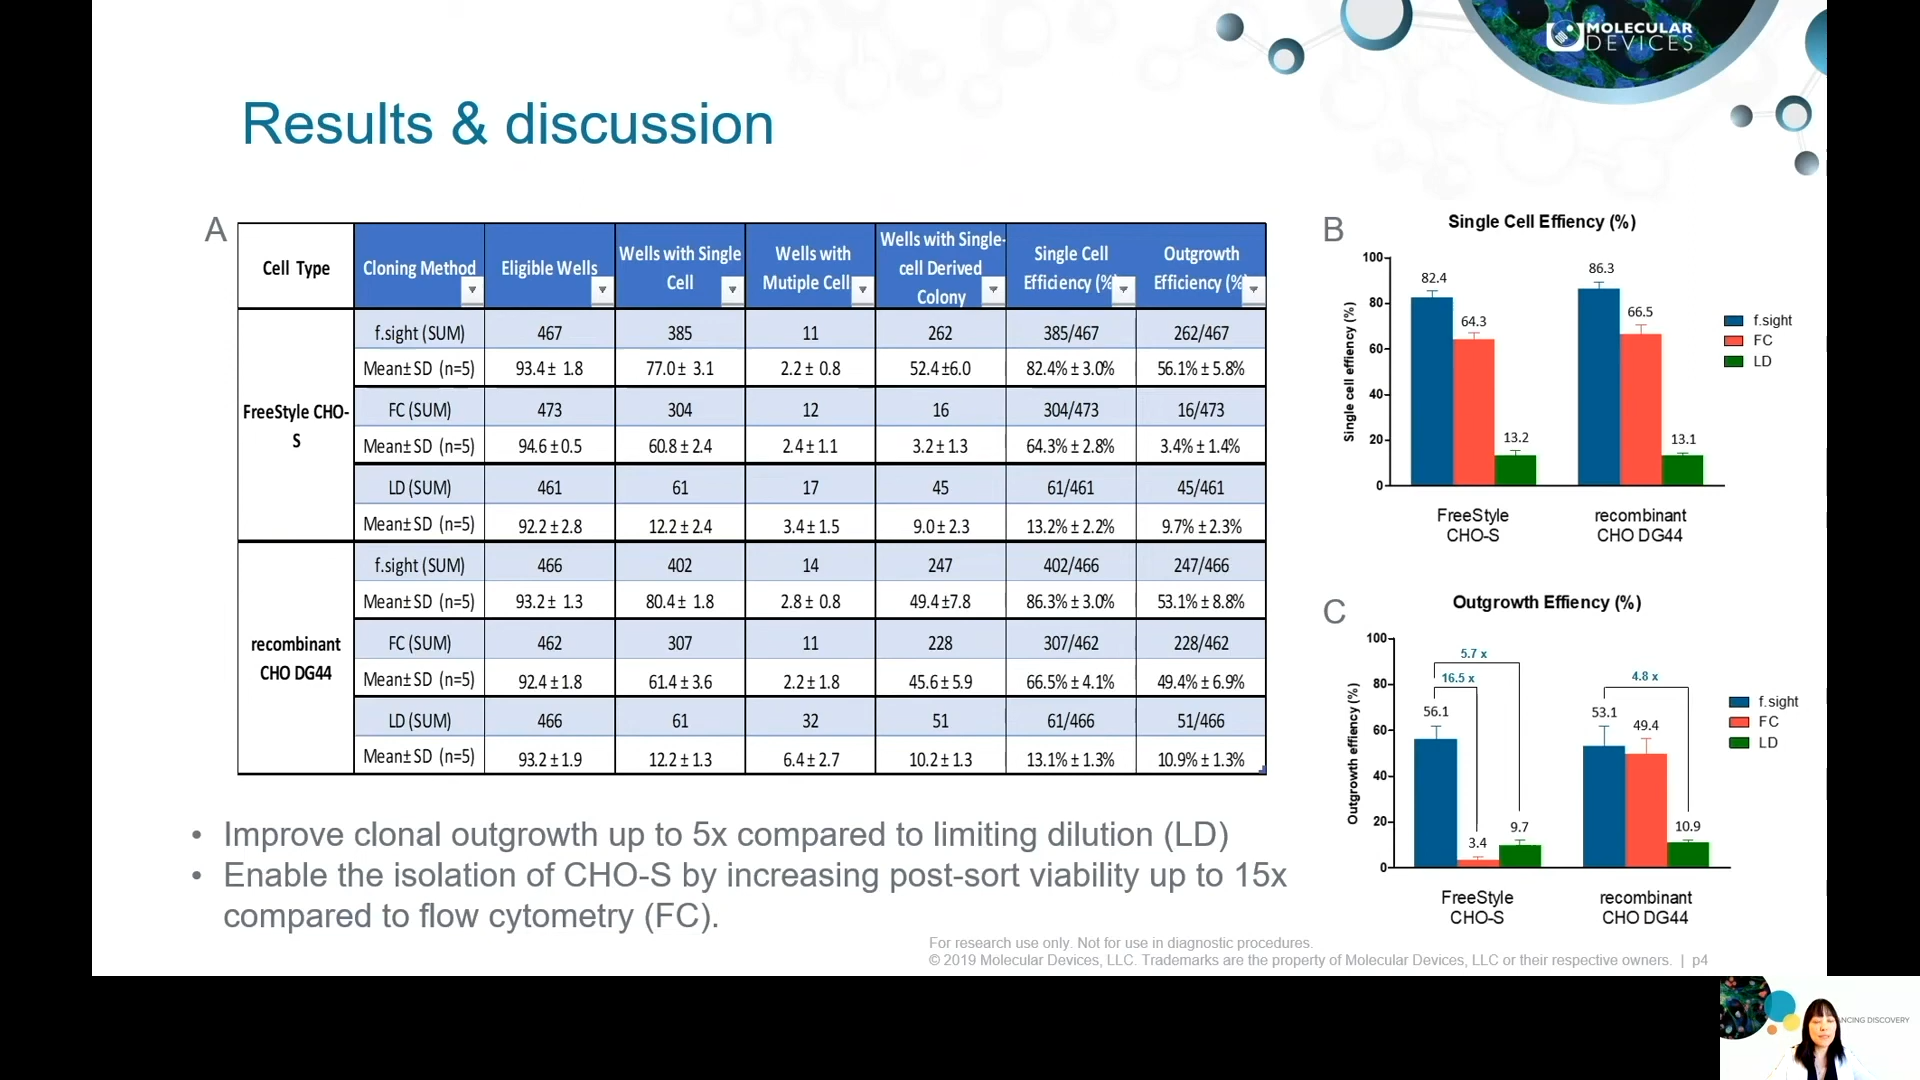 MOLECULAR
DEVICES
Results & discussion
A
Cell Type | Cloning Method | Eligible Wells | Wells with Single Cell | Wells with Mutiple Cell | Wells with Single-cell Derived Colony | Single Cell Efficiency (% | Outgrowth Efficiency (%
FreeStyle CHO-S
f.sight (SUM) | 467 | 385 | 11 | 262 | 385/467 | 262/467
Mean± SD (n=5) | 93.4 ± 1.8 | 77.0 ± 3.1 | 2.2 ± 0.8 | 52.4 ±6.0 | 82.4% ± 3.0% | 56.1% ± 5.8%
FC (SUM) | 473 | 304 | 12 | 16 | 304/473 | 16/473
Mean± SD (n=5) | 94.6 ± 0.5 | 60.8 ± 2.4 | 2.4 ± 1.1 | 3.2 ± 1.3 | 64.3% ± 2.8% | 3.4% ± 1.4%
LD (SUM) | 461 | 61 | 17 | 45 | 61/461 | 45/461
Mean± SD (n=5) | 92.2 ± 2.8 | 12.2 ± 2.4 | 3.4 ± 1.5 | 9.0 ± 2.3 | 13.2% ± 2.2% | 9.7% ± 2.3%
recombinant CHO DG44
f.sight (SUM) | 466 | 402 | 14 | 247 | 402/466 | 247/466
Mean± SD (n=5) | 93.2 ± 1.3 | 80.4 ± 1.8 | 2.8 ± 0.8 | 49.4 ±7.8 | 86.3% ± 3.0% | 53.1% ± 8.8%
FC (SUM) | 462 | 307 | 11 | 228 | 307/462 | 228/462
Mean± SD (n=5) | 92.4 ± 1.8 | 61.4 ± 3.6 | 2.2 ± 1.8 | 45.6 ± 5.9 | 66.5% ± 4.1% | 49.4% ± 6.9%
LD (SUM) | 466 | 61 | 32 | 51 | 61/466 | 51/466
Mean± SD (n=5) | 93.2 ± 1.9 | 12.2 ± 1.3 | 6.4 ± 2.7 | 10.2 ± 1.3 | 13.1% ± 1.3% | 10.9% ± 1.3%
B
Single Cell Effiency (%)
Single cell effiency (%)
100
80
60
40
20
0
82.4
64.3
13.2
86.3
66.5
13.1
FreeStyle
CHO-S
recombinant
CHO DG44
f.sight
FC
LD
C
Outgrowth Effiency (%)
Outgrowth effiency (%)
100
80
60
40
20
0
5.7 x
16.5 x
4.8 x
56.1
3.4
9.7
53.1
49.4
10.9
FreeStyle
CHO-S
recombinant
CHO DG44
f.sight
FC
LD
• Improve clonal outgrowth up to 5x compared to limiting dilution (LD)
• Enable the isolation of CHO-S by increasing post-sort viability up to 15x
compared to flow cytometry (FC).
For research use only. Not for use in diagnostic procedures.
© 2019 Molecular Devices, LLC. Trademarks are the property of Molecular Devices, LLC or their respective owners. | p4
NCING DISCOVERY